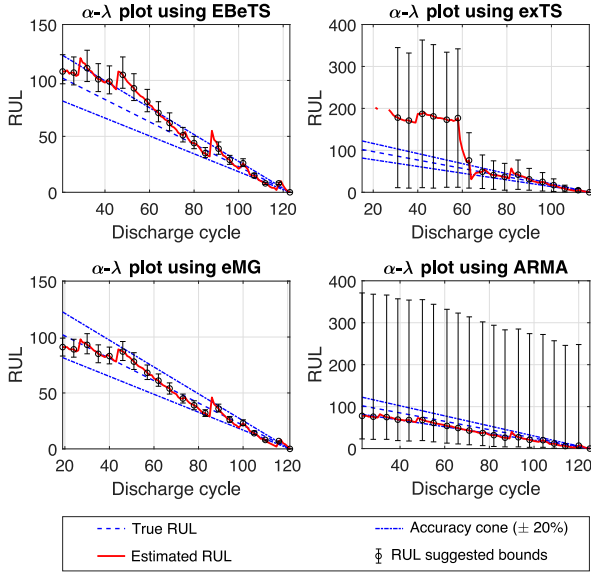 α-λ plot using EBeTS
RUL
150
100
50
0
40 60 80 100 120
Discharge cycle
α-λ plot using exTS
RUL
400
300
200
100
0
20 40 60 80 100
Discharge cycle
α-λ plot using eMG
RUL
150
100
50
0
20 40 60 80 100 120
Discharge cycle
α-λ plot using ARMA
RUL
400
300
200
100
0
40 60 80 100 120
Discharge cycle
True RUL
Accuracy cone (± 20%)
Estimated RUL
RUL suggested bounds